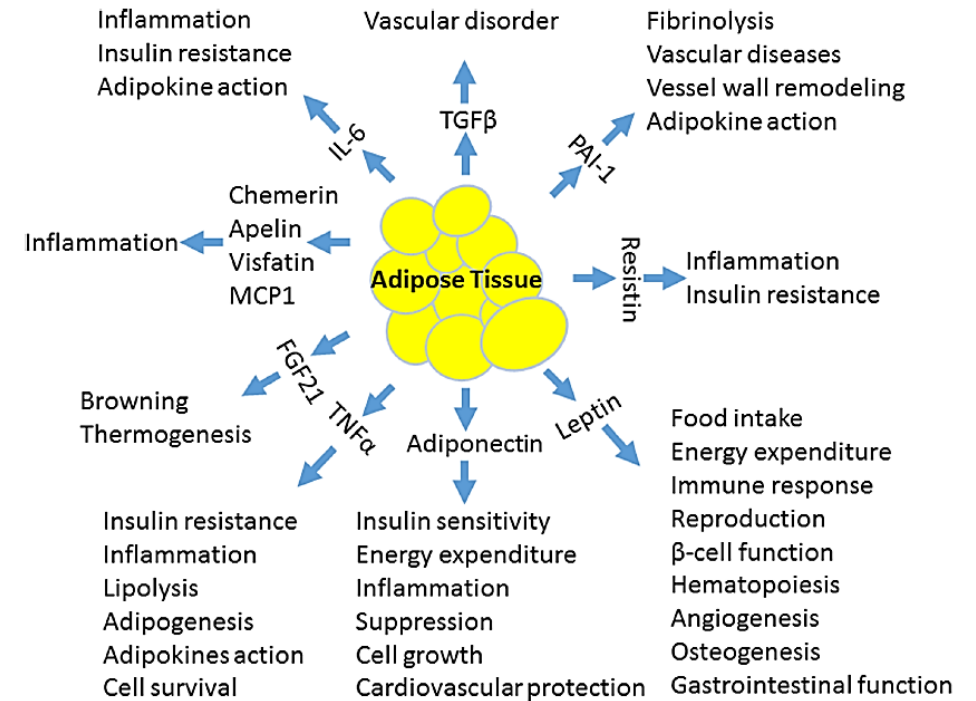 Inflammation
Insulin resistance
Adipokine action
IL-6
Vascular disorder
TGFβ
Fibrinolysis
Vascular diseases
Vessel wall remodeling
Adipokine action
PAI-1
Chemerin
Apelin
Visfatin
MCP1
Inflammation
Adipose Tissue
Resistin
Inflammation
Insulin resistance
FGF21
Browning
Thermogenesis
TNFα
Insulin resistance
Inflammation
Lipolysis
Adipogenesis
Adipokines action
Cell survival
Adiponectin
Insulin sensitivity
Energy expenditure
Inflammation
Suppression
Cell growth
Cardiovascular protection
Leptin
Food intake
Energy expenditure
Immune response
Reproduction
β-cell function
Hematopoiesis
Angiogenesis
Osteogenesis
Gastrointestinal function